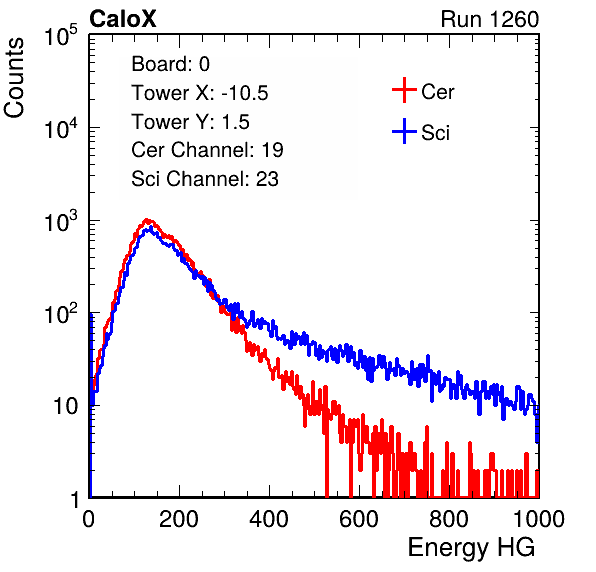 CaloX Run 1260
Counts
10^5
10^4
10^3
10^2
10
1
Board: 0
Tower X: -10.5
Tower Y: 1.5
Cer Channel: 19
Sci Channel: 23
Cer
Sci
0 200 400 600 800 1000
Energy HG